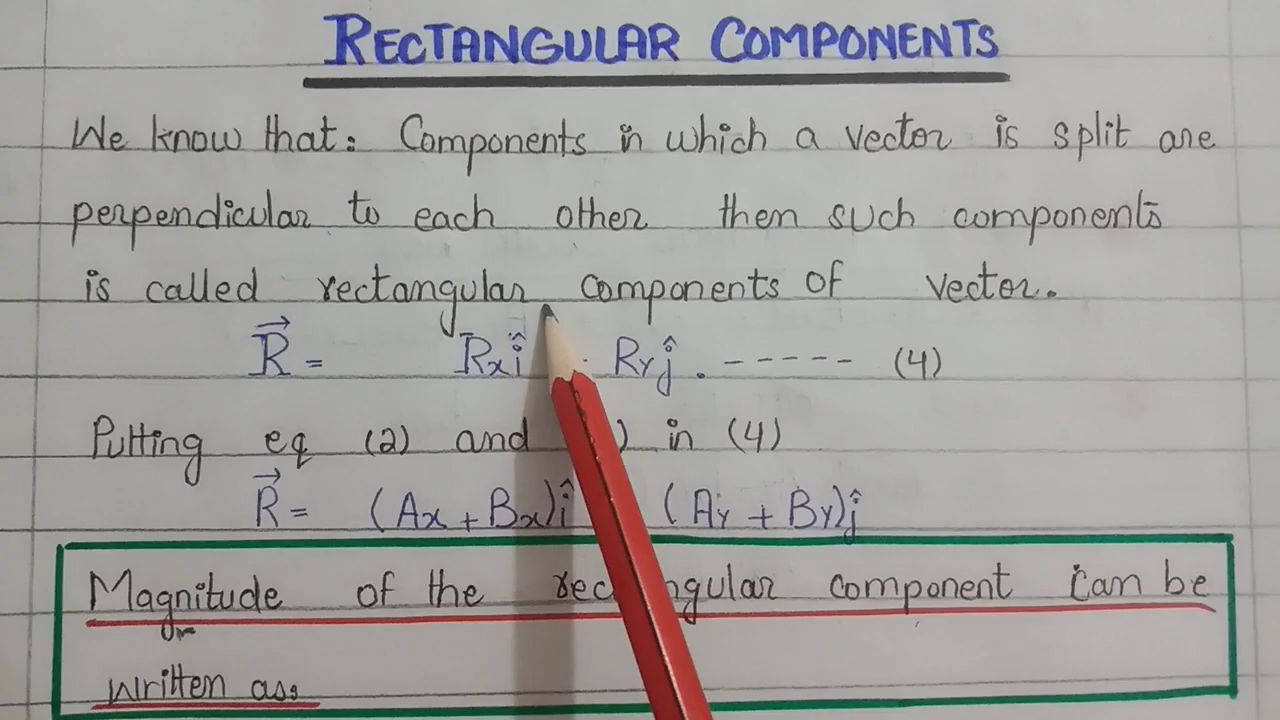 RECTANGULAR COMPONENTS
We know that: Components in which a vector is split are
perpendicular to each other then such components
is called rectangular components of vector.
R⃗ = Rxî Ryĵ . ----- (4)
Putting eq (2) and ) in (4)
R⃗ = (Ax + Bx)î (Ay + By)ĵ
Magnitude of the component can be
written as: